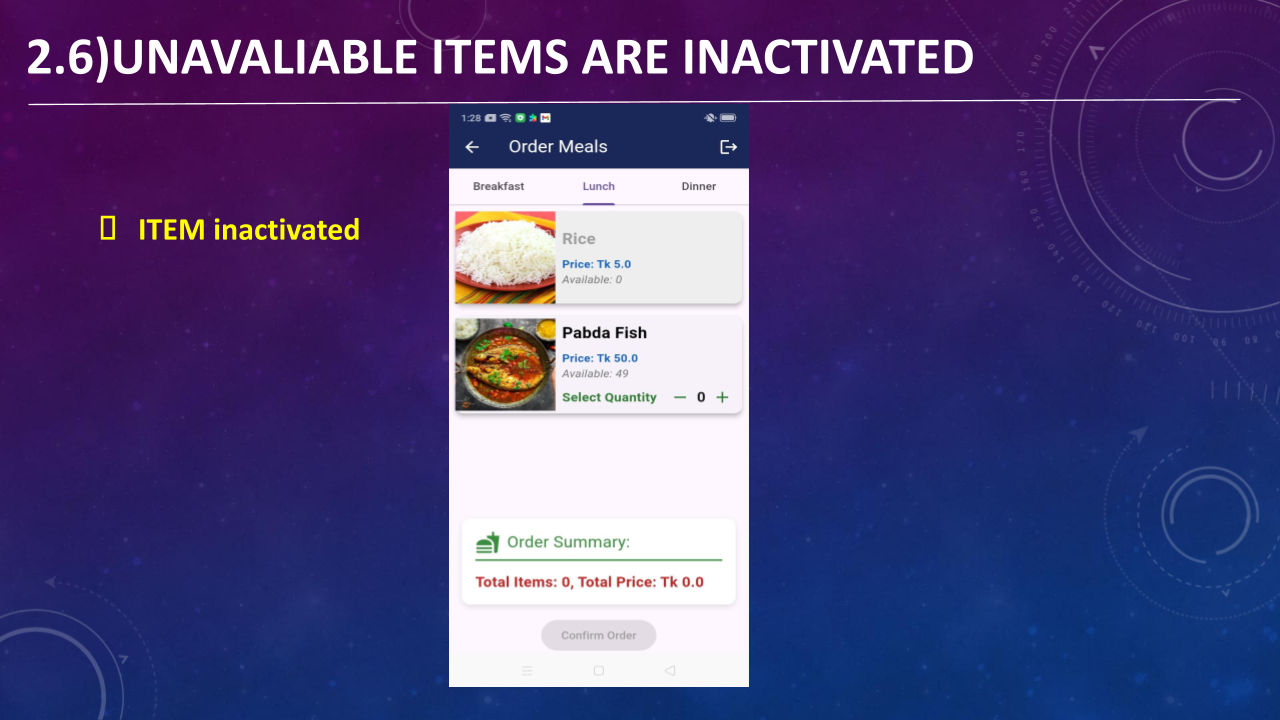 2.6)UNAVALIABLE ITEMS ARE INACTIVATED
ITEM inactivated
1:28
Order Meals
Breakfast Lunch Dinner
Rice
Price: Tk 5.0
Available: 0
Pabda Fish
Price: Tk 50.0
Available: 49
Select Quantity — 0 +
Order Summary:
Total Items: 0, Total Price: Tk 0.0
Confirm Order